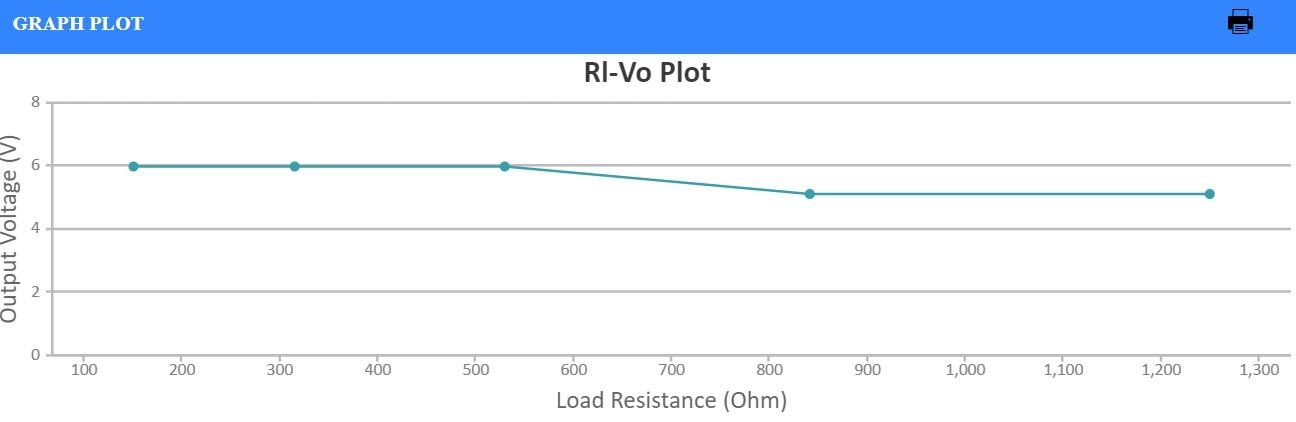 GRAPH PLOT
Rl-Vo Plot
8
6
4
2
0
Output Voltage (V)
100 200 300 400 500 600 700 800 900 1,000 1,100 1,200 1,300
Load Resistance (Ohm)